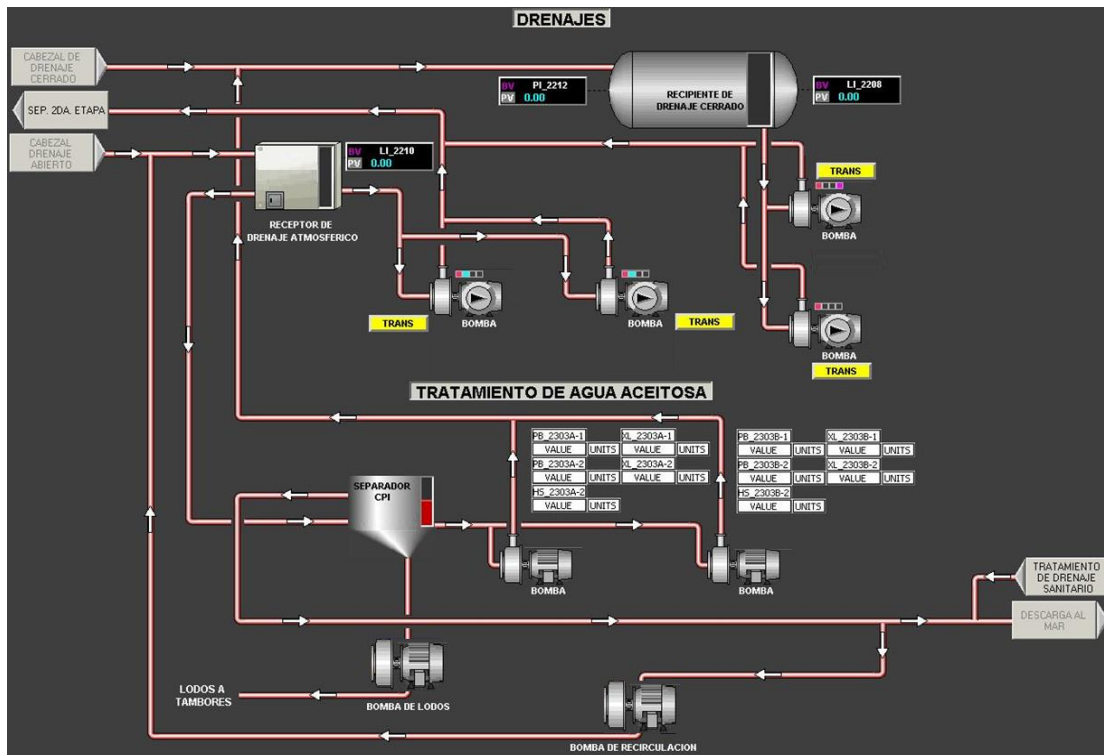 DRENAJES
CABEZAL DE
DRENAJE
CERRADO
SEP. 2DA. ETAPA
CABEZAL
DRENAJE
ABIERTO
BV PI_2212
PV 0.00
RECIPIENTE DE
DRENAJE CERRADO
BV LI_2208
PV 0.00
BV LI_2210
PV 0.00
RECEPTOR DE
DRENAJE ATMOSFERICO
TRANS
BOMBA
TRANS
BOMBA
TRANS
BOMBA
BOMBA
TRANS
TRATAMIENTO DE AGUA ACEITOSA
PB_2303A-1 XL_2303A-1
VALUE UNITS VALUE UNITS
PB_2303A-2 XL_2303A-2
VALUE UNITS VALUE UNITS
HS_2303A-2
VALUE UNITS
PB_2303B-1 XL_2303B-1
VALUE UNITS VALUE UNITS
PB_2303B-2 XL_2303B-2
VALUE UNITS VALUE UNITS
HS_2303B-2
VALUE UNITS
SEPARADOR
CPI
BOMBA
BOMBA
TRATAMIENTO
DE DRENAJE
SANITARIO
DESCARGA AL
MAR
LODOS A
TAMBORES
BOMBA DE LODOS
BOMBA DE RECIRCULACION